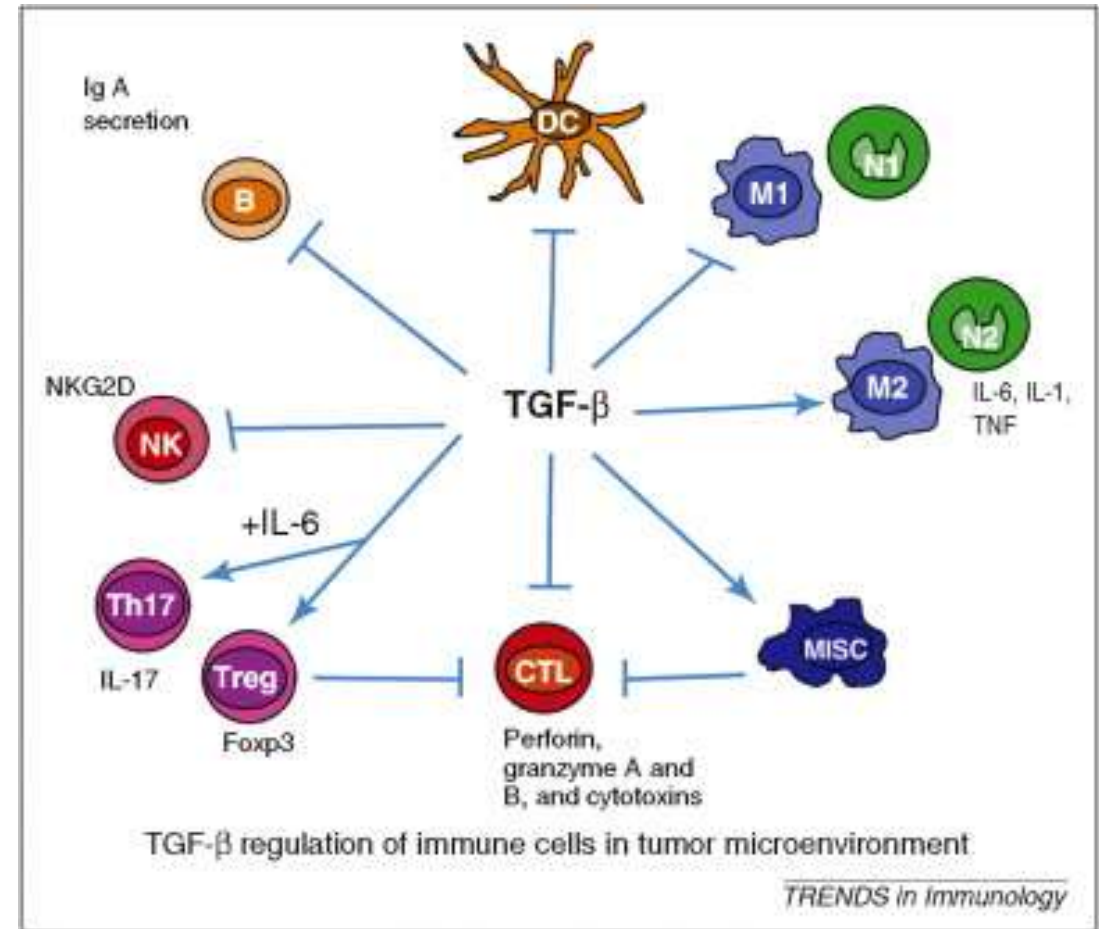 Ig A
secretion
DC
N1
M1
B
N2
M2
IL-6, IL-1,
TNF
TGF-β
NKG2D
NK
+IL-6
Th17
IL-17
Treg
Foxp3
CTL
Perforin,
granzyme A and
B, and cytotoxins
MISC
TGF-β regulation of immune cells in tumor microenvironment
TRENDS in Immunology